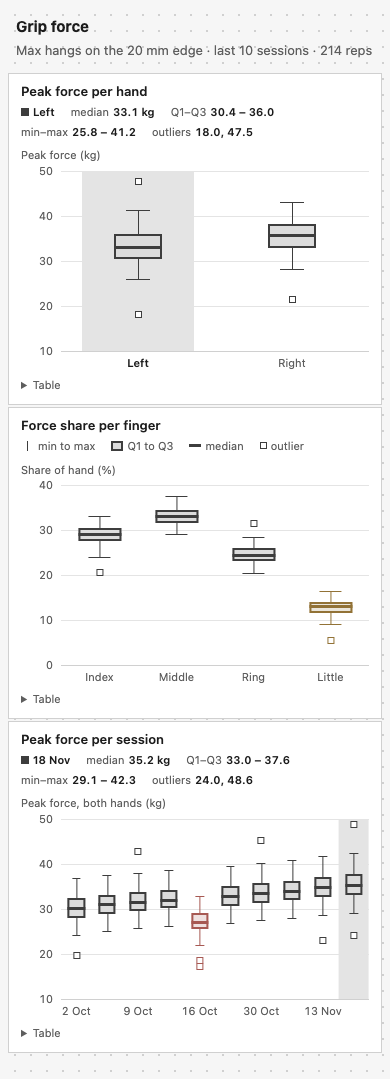 Grip force
Max hangs on the 20 mm edge · last 10 sessions · 214 reps
Peak force per hand
Left median 33.1 kg Q1–Q3 30.4 – 36.0
min–max 25.8 – 41.2 outliers 18.0, 47.5
Peak force (kg)
50
40
30
20
10
Left Right
Table
Force share per finger
min to max Q1 to Q3 median outlier
Share of hand (%)
40
30
20
10
0
Index Middle Ring Little
Table
Peak force per session
18 Nov median 35.2 kg Q1–Q3 33.0 – 37.6
min–max 29.1 – 42.3 outliers 24.0, 48.6
Peak force, both hands (kg)
50
40
30
20
10
2 Oct 9 Oct 16 Oct 30 Oct 13 Nov
Table